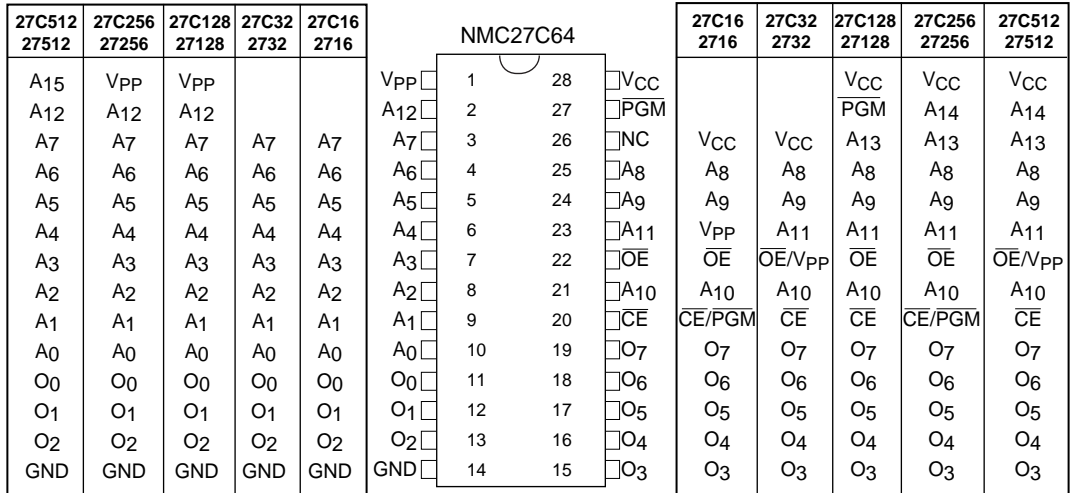 27C512 27C256 27C128 27C32 27C16 NMC27C64 27C16 27C32 27C128 27C256 27C512
27512 27256 27128 2732 2716 2716 2732 27128 27256 27512
A15 VPP VPP VPP 1 28 VCC VCC VCC VCC
A12 A12 A12 A12 2 27 PGM PGM A14 A14
A7 A7 A7 A7 A7 A7 3 26 NC VCC VCC A13 A13 A13
A6 A6 A6 A6 A6 A6 4 25 A8 A8 A8 A8 A8 A8
A5 A5 A5 A5 A5 A5 5 24 A9 A9 A9 A9 A9 A9
A4 A4 A4 A4 A4 A4 6 23 A11 VPP A11 A11 A11 A11
A3 A3 A3 A3 A3 A3 7 22 OE OE OE/VPP OE OE OE/VPP
A2 A2 A2 A2 A2 A2 8 21 A10 A10 A10 A10 A10 A10
A1 A1 A1 A1 A1 A1 9 20 CE CE/PGM CE CE CE/PGM CE
A0 A0 A0 A0 A0 A0 10 19 O7 O7 O7 O7 O7 O7
O0 O0 O0 O0 O0 O0 11 18 O6 O6 O6 O6 O6 O6
O1 O1 O1 O1 O1 O1 12 17 O5 O5 O5 O5 O5 O5
O2 O2 O2 O2 O2 O2 13 16 O4 O4 O4 O4 O4 O4
GND GND GND GND GND GND 14 15 O3 O3 O3 O3 O3 O3